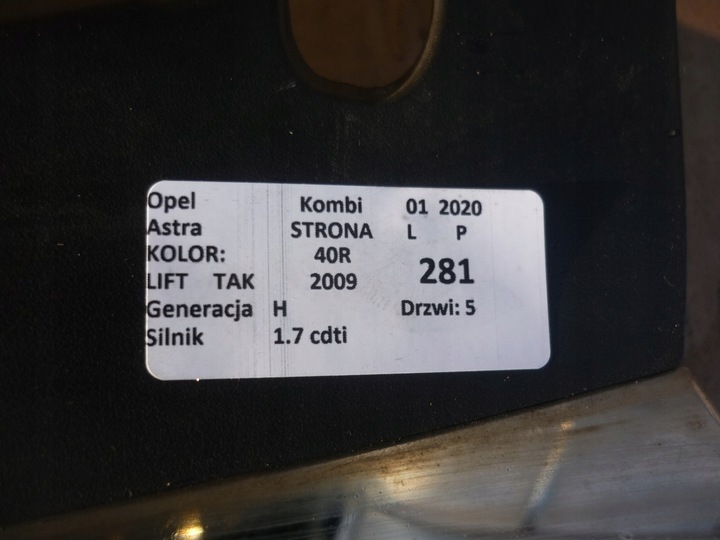 Opel Kombi 01 2020
Astra STRONA L P
KOLOR: 40R
LIFT TAK 2009 281
Generacja H Drzwi: 5
Silnik 1.7 cdti